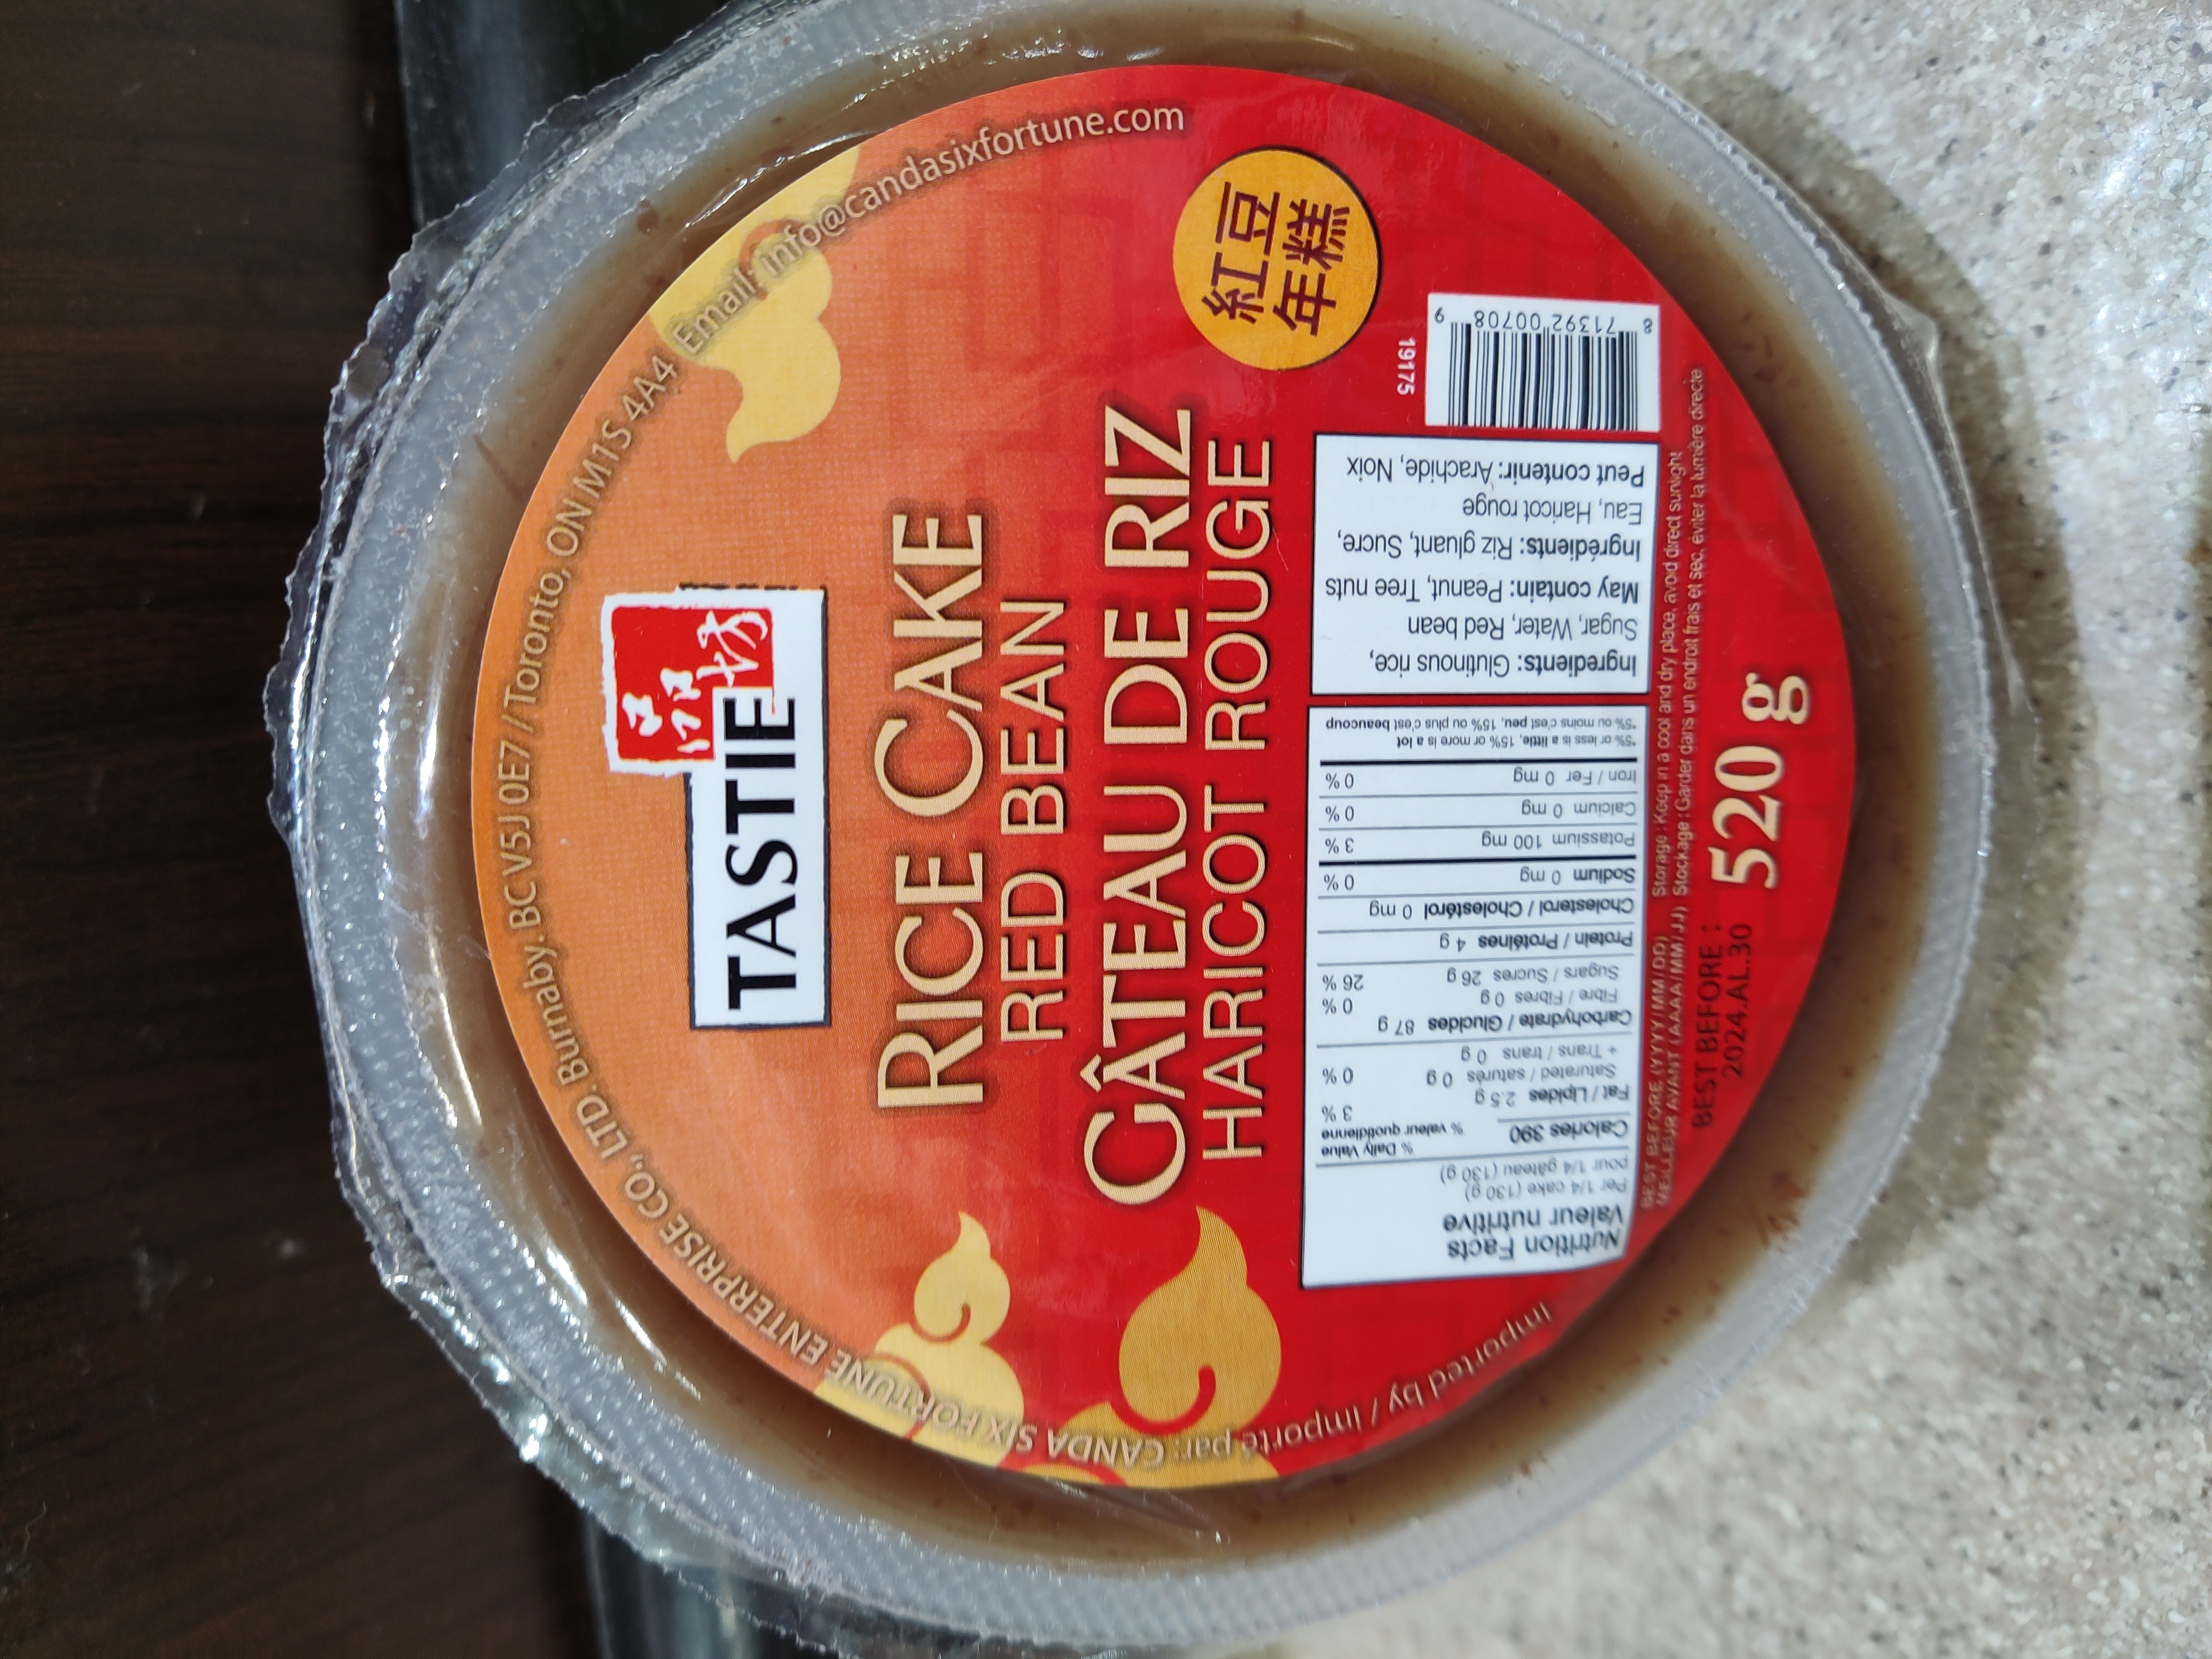 Imported by / Importé par: CANDA SIX FORTUNE ENTERPRISE CO., LTD. Burnaby, BC V5J 0E7 / Toronto, ON M1S 4A4 Email: info@candasixfortune.com
品物
TASTIE
RICE CAKE
RED BEAN
GÂTEAU DE RIZ
HARICOT ROUGE
紅豆
年糕
Nutrition Facts
Valeur nutritive
Per 1/4 cake (130 g)
pour 1/4 gâteau (130 g)
Calories 390
% Daily Value
% valeur quotidienne
Fat / Lipides 2.5 g 3 %
Saturated / saturés 0 g 0 %
+ Trans / trans 0 g
Carbohydrate / Glucides 87 g
Fibre / Fibres 0 g 0 %
Sugars / Sucres 26 g 26 %
Protein / Protéines 4 g
Cholesterol / Cholestérol 0 mg
Sodium 0 mg 0 %
Potassium 100 mg 3 %
Calcium 0 mg 0 %
Iron / Fer 0 mg 0 %
*5% or less is a little, 15% or more is a lot
*5% ou moins c'est peu, 15% ou plus c'est beaucoup
Ingredients: Glutinous rice,
Sugar, Water, Red bean
May contain: Peanut, Tree nuts
Ingrédients: Riz gluant, Sucre,
Eau, Haricot rouge
Peut contenir: Arachide, Noix
19175
8 71392 00708 9
BEST BEFORE (YYYY/MM/DD) Storage : Keep in a cool and dry place, avoid direct sunlight
MEILLEUR AVANT (AAAA/MM/JJ) Stockage : Garder dans un endroit frais et sec, éviter la lumère directe
BEST BEFORE :
2024.AL.30
520 g